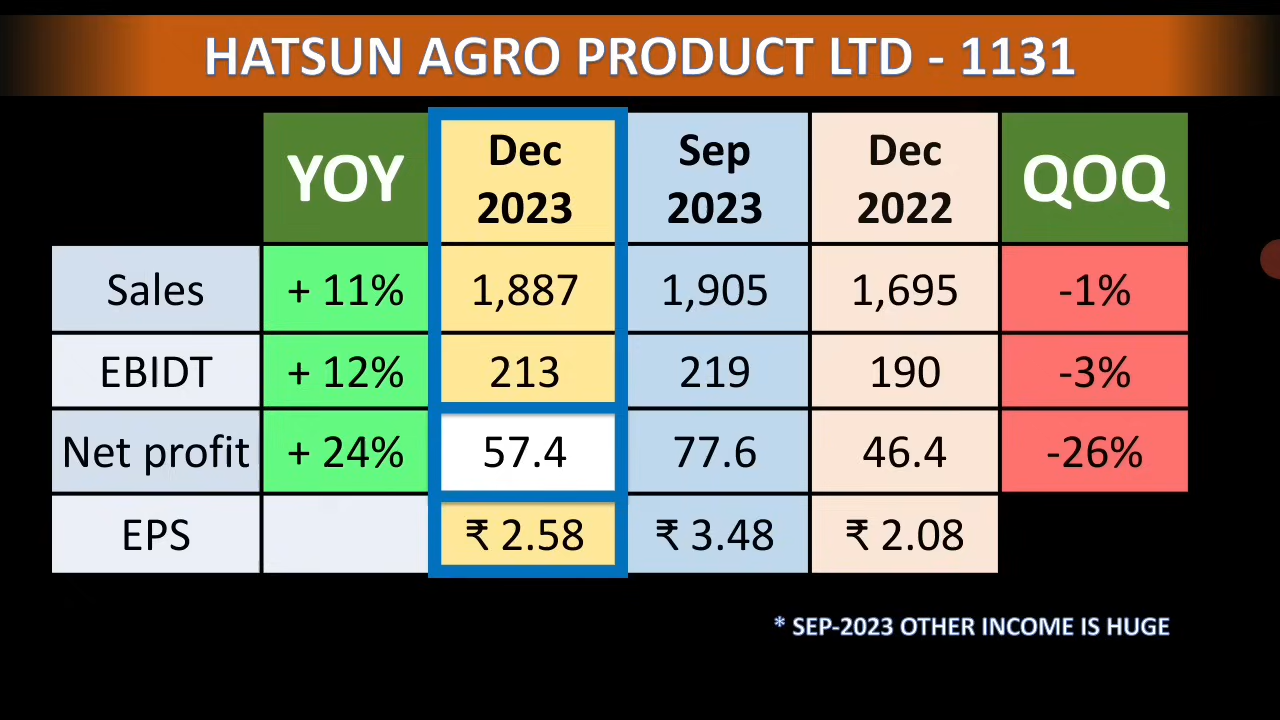 HATSUN AGRO PRODUCT LTD - 1131
YOY Dec 2023 Sep 2023 Dec 2022 QOQ
Sales + 11% 1,887 1,905 1,695 -1%
EBIDT + 12% 213 219 190 -3%
Net profit + 24% 57.4 77.6 46.4 -26%
EPS ₹ 2.58 ₹ 3.48 ₹ 2.08
* SEP-2023 OTHER INCOME IS HUGE